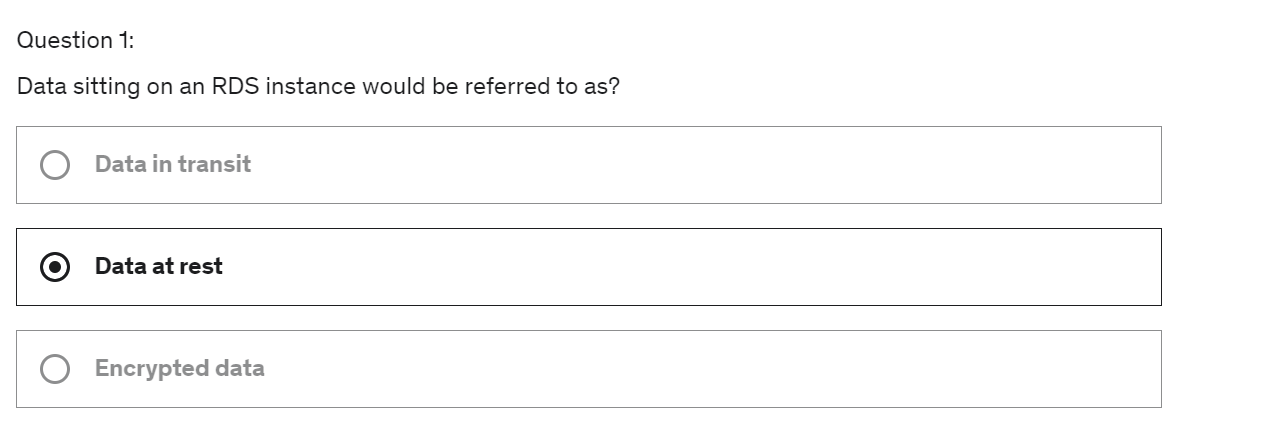 Question 1:
Data sitting on an RDS instance would be referred to as?
Data in transit
Data at rest
Encrypted data